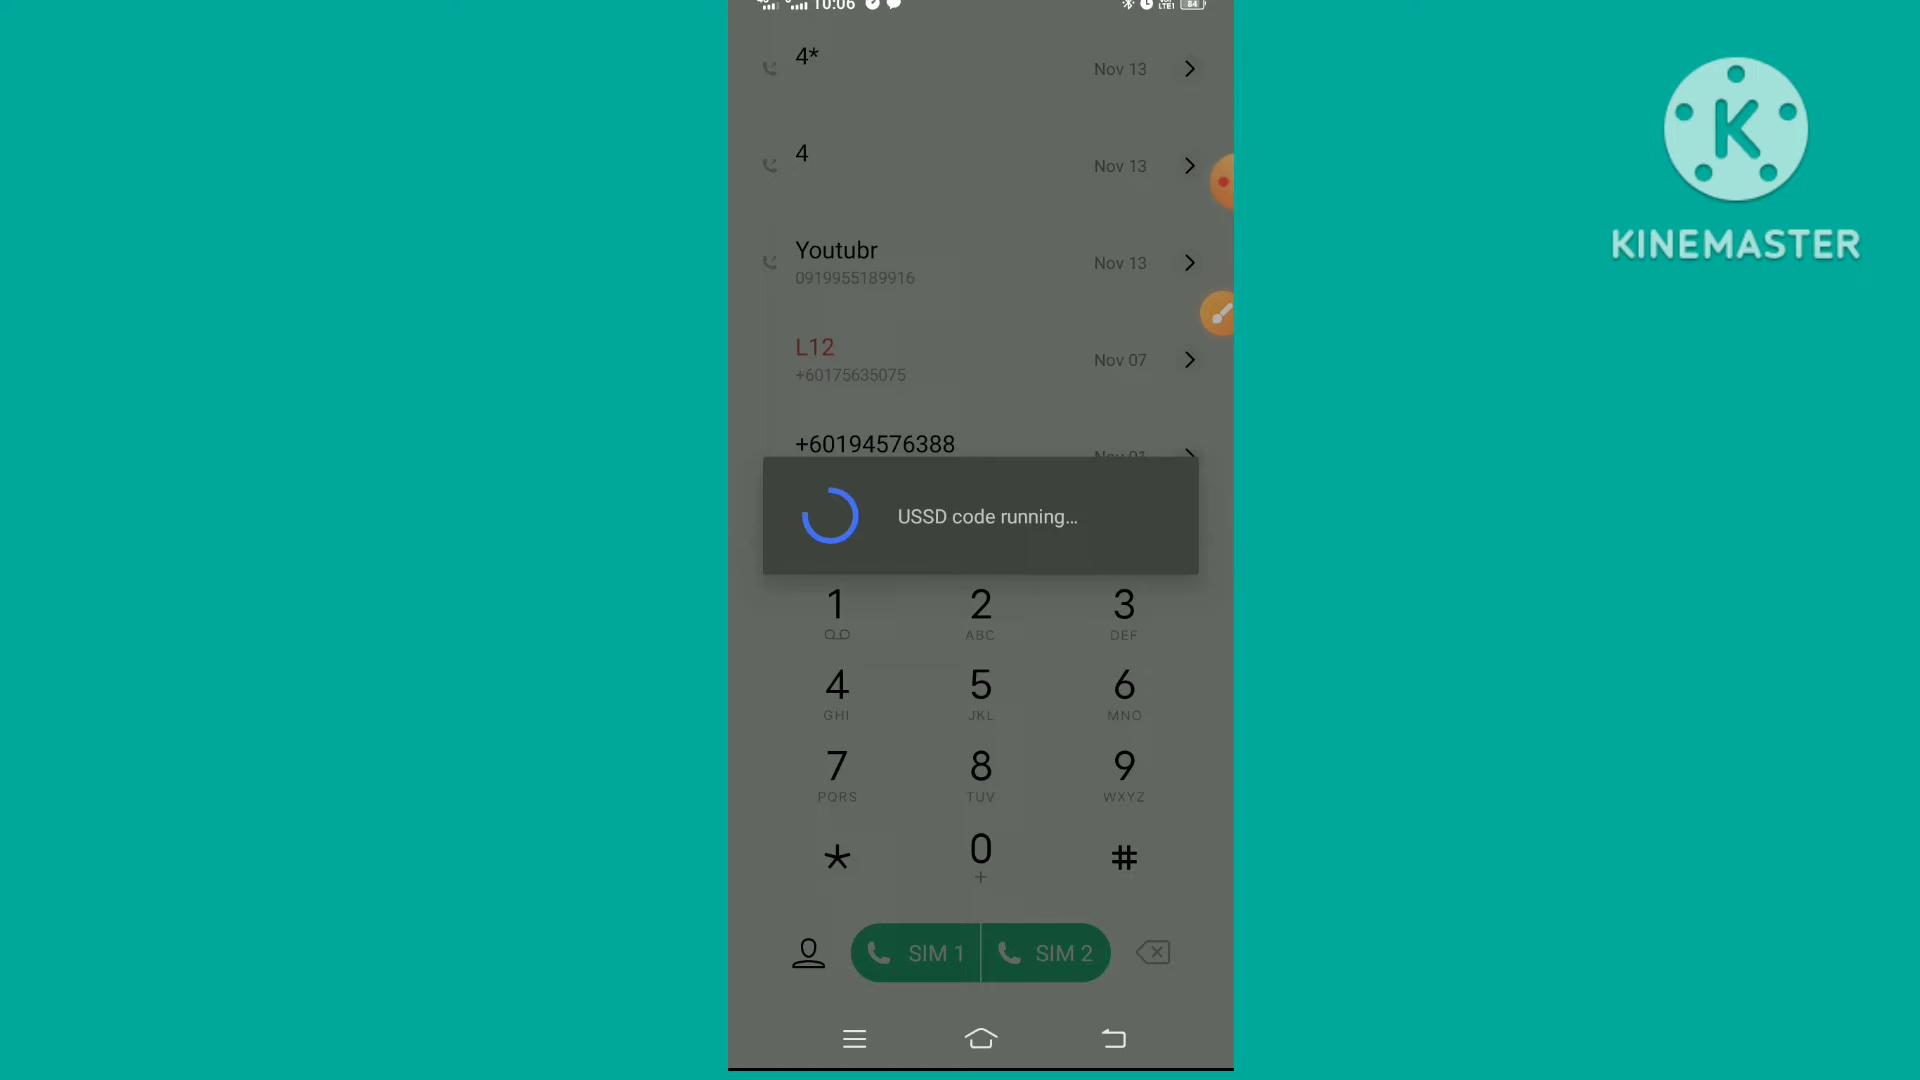 10:06
84
4*
Nov 13
4
Nov 13
Youtubr
0919955189916
Nov 13
L12
+60175635075
Nov 07
+60194576388
USSD code running...
1
2
ABC
3
DEF
4
GHI
5
JKL
6
MNO
7
PQRS
8
TUV
9
WXYZ
*
0
+
#
SIM 1
SIM 2
K
KINEMASTER